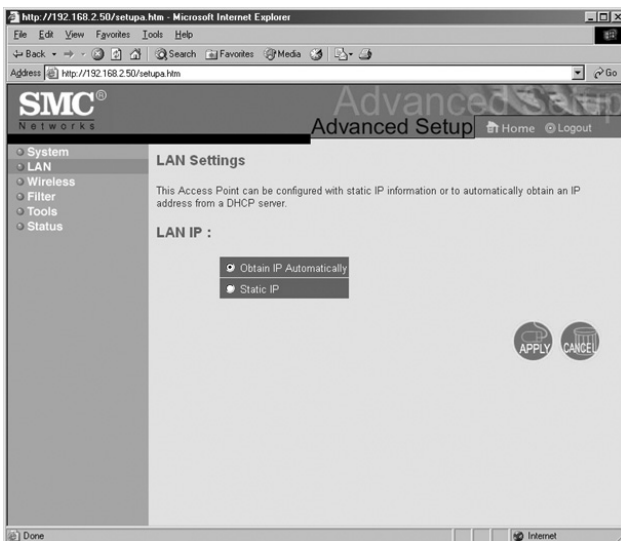 http://192.168.2.50/setupa.htm - Microsoft Internet Explorer
File Edit View Favorites Tools Help
Back Search Favorites Media
Address http://192.168.2.50/setupa.htm Go
SMC®
Networks
Advanced Setup
Advanced Setup
Home Logout
System
LAN
Wireless
Filter
Tools
Status
LAN Settings
This Access Point can be configured with static IP information or to automatically obtain an IP
address from a DHCP server.
LAN IP :
Obtain IP Automatically
Static IP
APPLY CANCEL
Done Internet